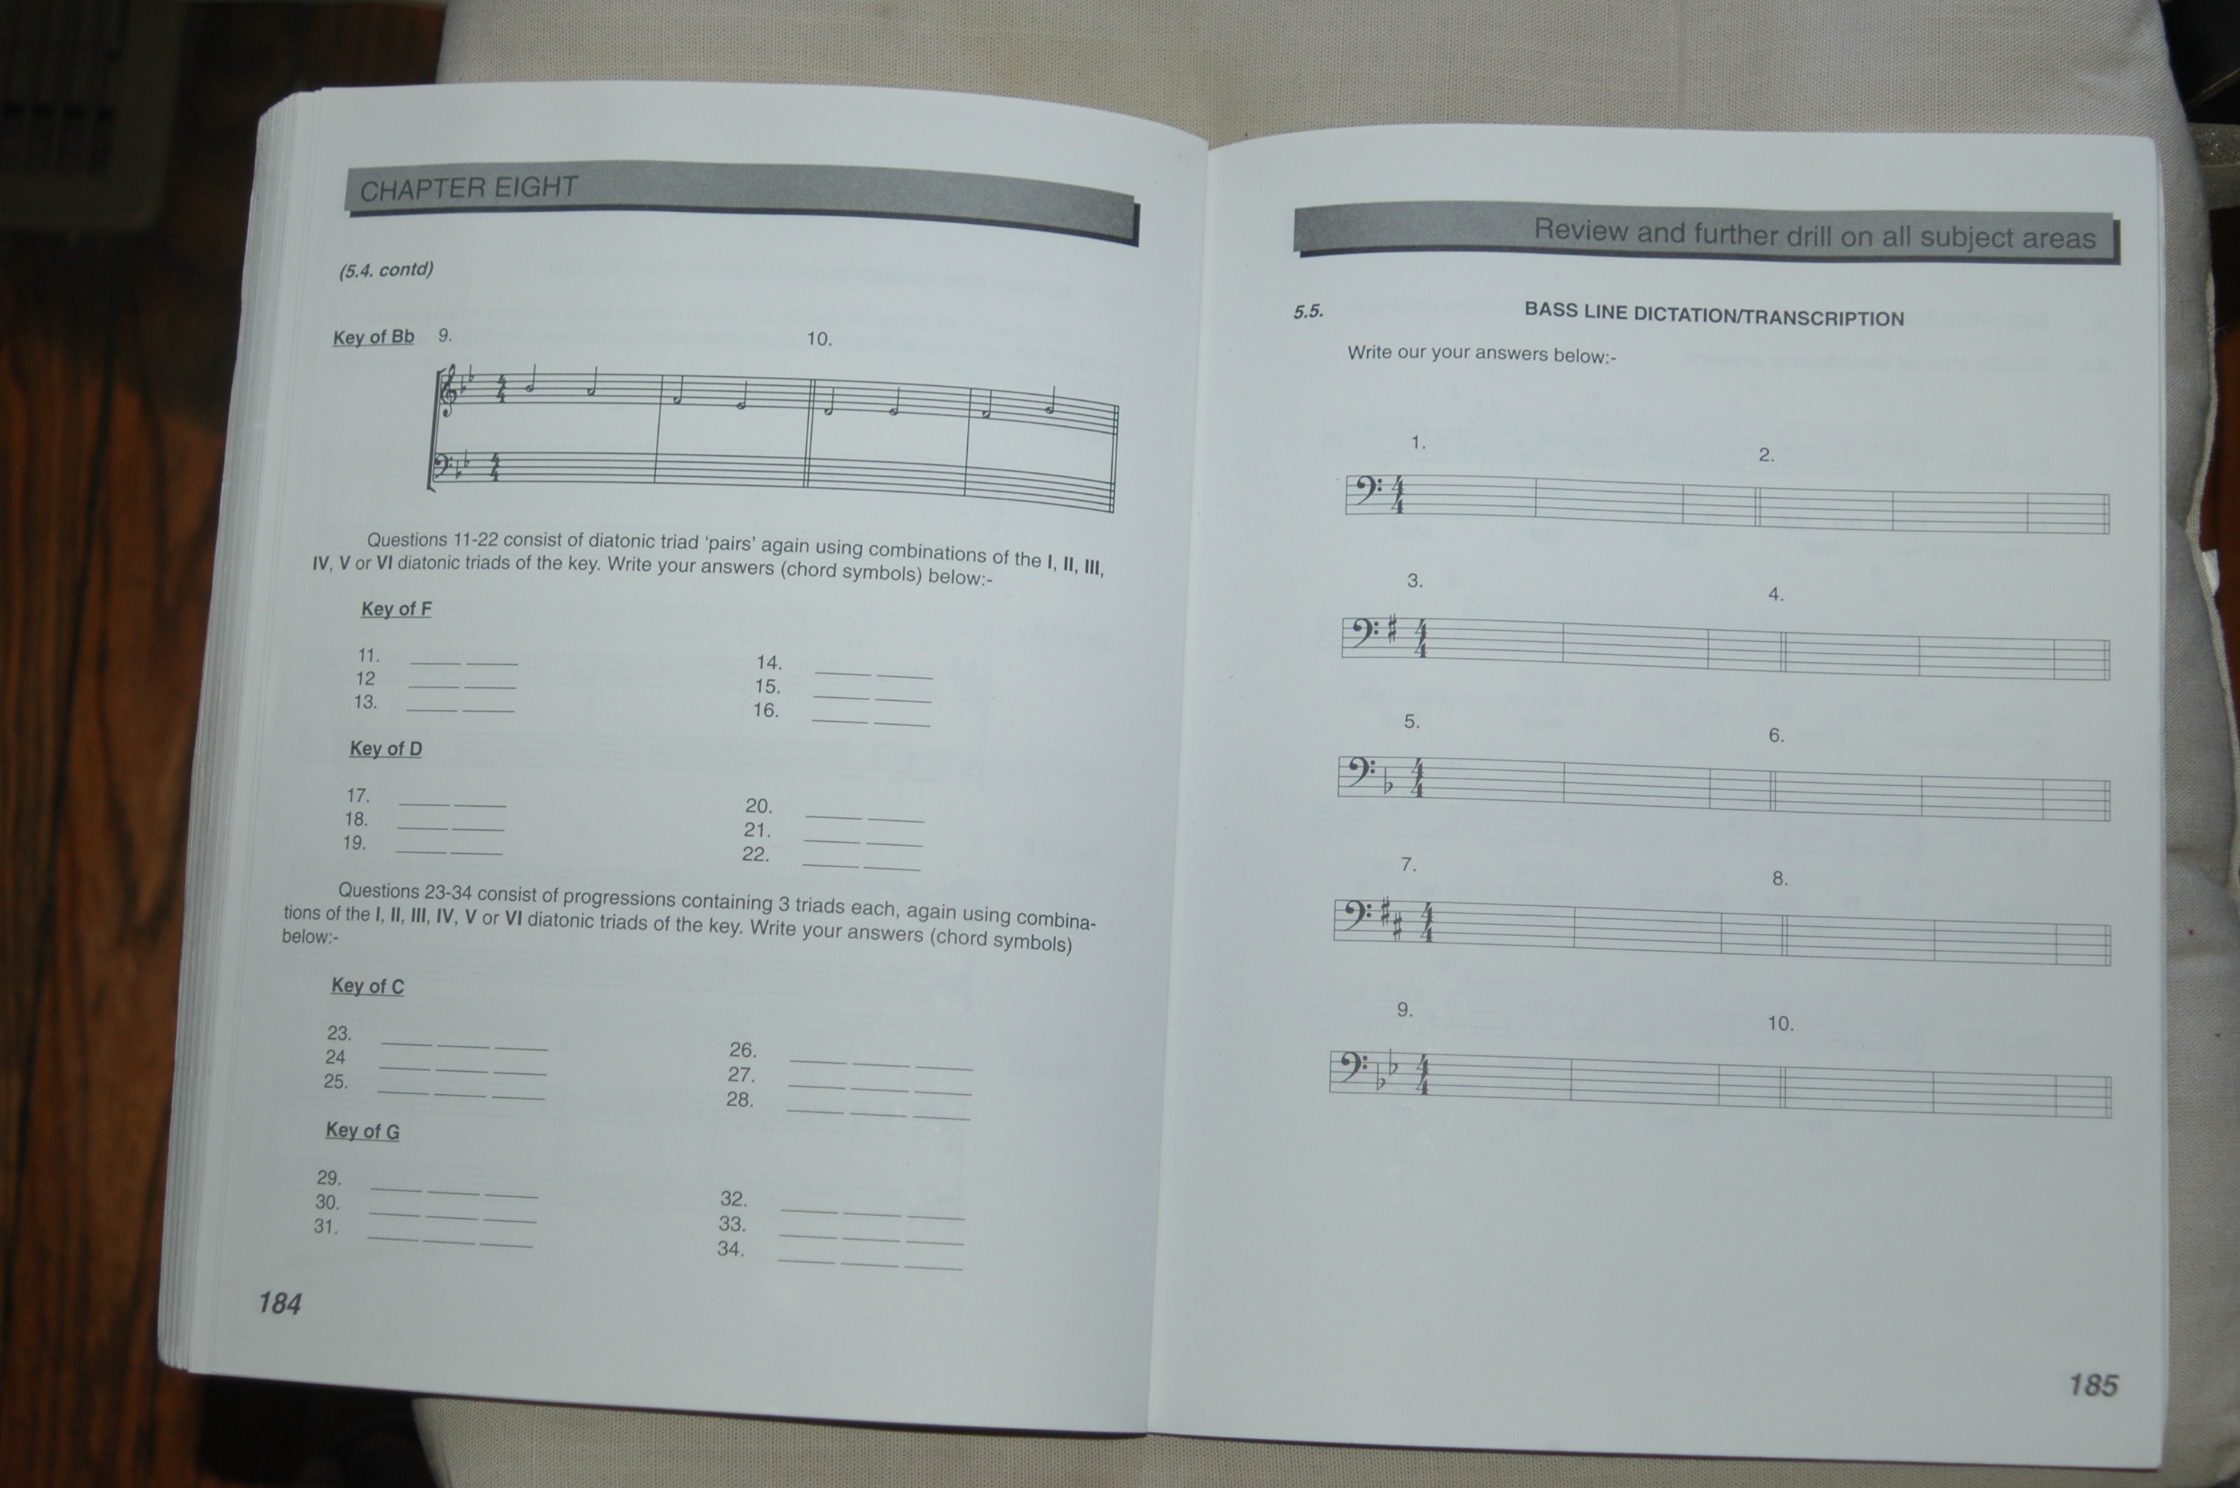 CHAPTER EIGHT
(5.4. contd)
Key of Bb 9. 10.
Questions 11-22 consist of diatonic triad ‘pairs’ again using combinations of the I, II, III,
IV, V or VI diatonic triads of the key. Write your answers (chord symbols) below:-
Key of F
11. ____ ____ 14. ____ ____
12 ____ ____ 15. ____ ____
13. ____ ____ 16. ____ ____
Key of D
17. ____ ____ 20. ____ ____
18. ____ ____ 21. ____ ____
19. ____ ____ 22. ____ ____
Questions 23-34 consist of progressions containing 3 triads each, again using combina-
tions of the I, II, III, IV, V or VI diatonic triads of the key. Write your answers (chord symbols)
below:-
Key of C
23. ____ ____ ____ 26. ____ ____ ____
24 ____ ____ ____ 27. ____ ____ ____
25. ____ ____ ____ 28. ____ ____ ____
Key of G
29. ____ ____ ____ 32. ____ ____ ____
30. ____ ____ ____ 33. ____ ____ ____
31. ____ ____ ____ 34. ____ ____ ____
184
Review and further drill on all subject areas
5.5. BASS LINE DICTATION/TRANSCRIPTION
Write our your answers below:-
1. 2.
3. 4.
5. 6.
7. 8.
9. 10.
185